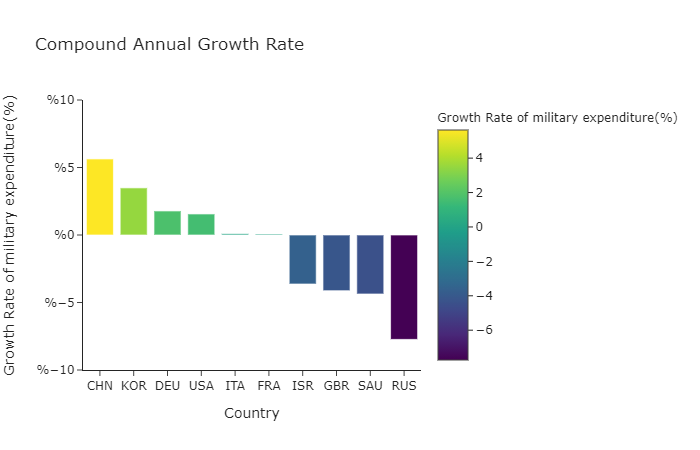 Compound Annual Growth Rate
Growth Rate of military expenditure(%)
%10
%5
%0
%−5
%−10
CHN KOR DEU USA ITA FRA ISR GBR SAU RUS
Country
Growth Rate of military expenditure(%)
4
2
0
−2
−4
−6